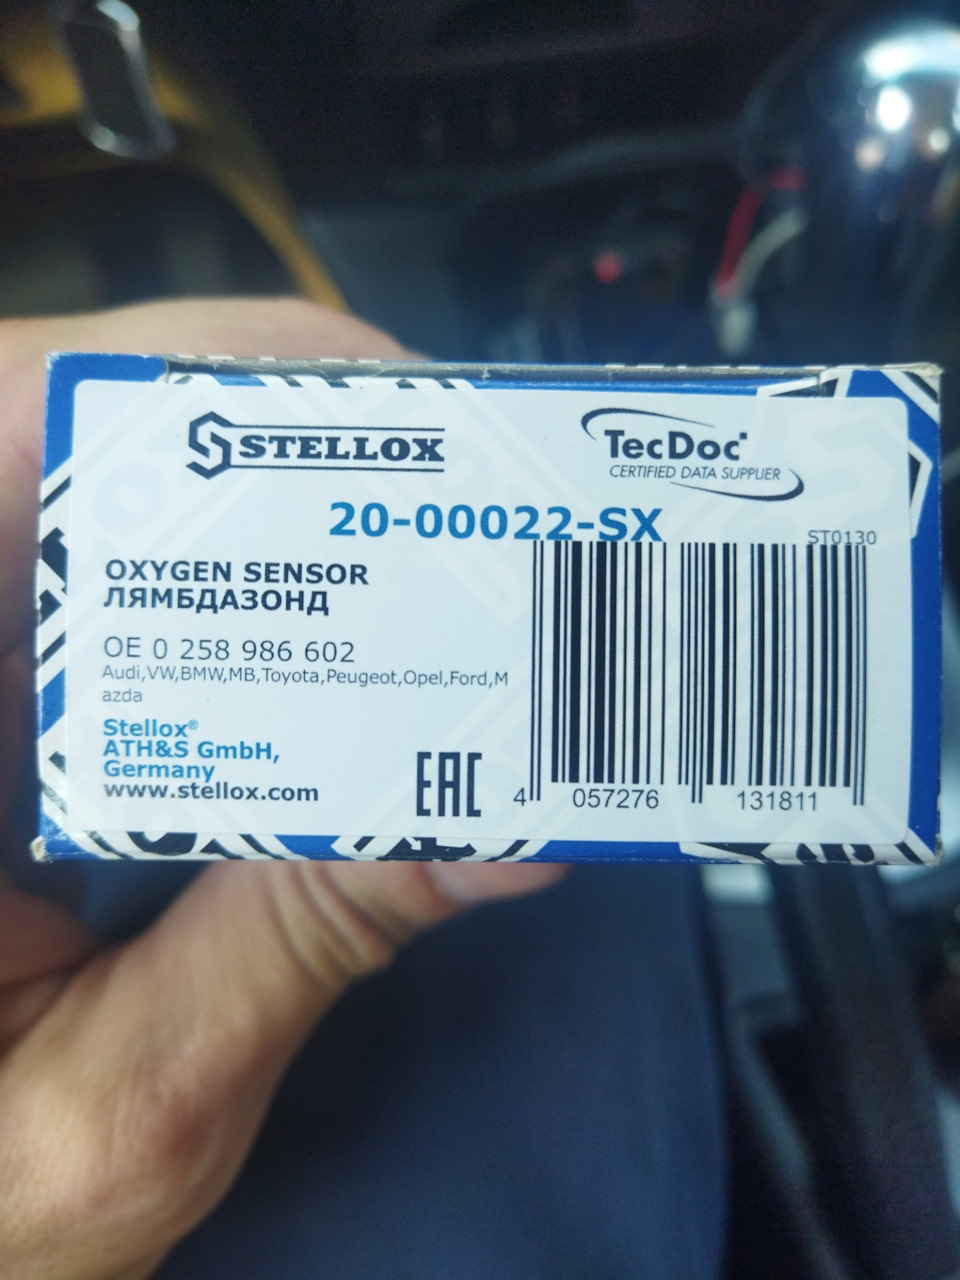 STELLOX
TecDoc
CERTIFIED DATA SUPPLIER
20-00022-SX
ST0130
OXYGEN SENSOR
ЛЯМБДАЗОНД
OE 0 258 986 602
Audi,VW,BMW,MB,Toyota,Peugeot,Opel,Ford,M
azda
Stellox®
ATH&S GmbH,
Germany
www.stellox.com
EAC
4 057276 131811